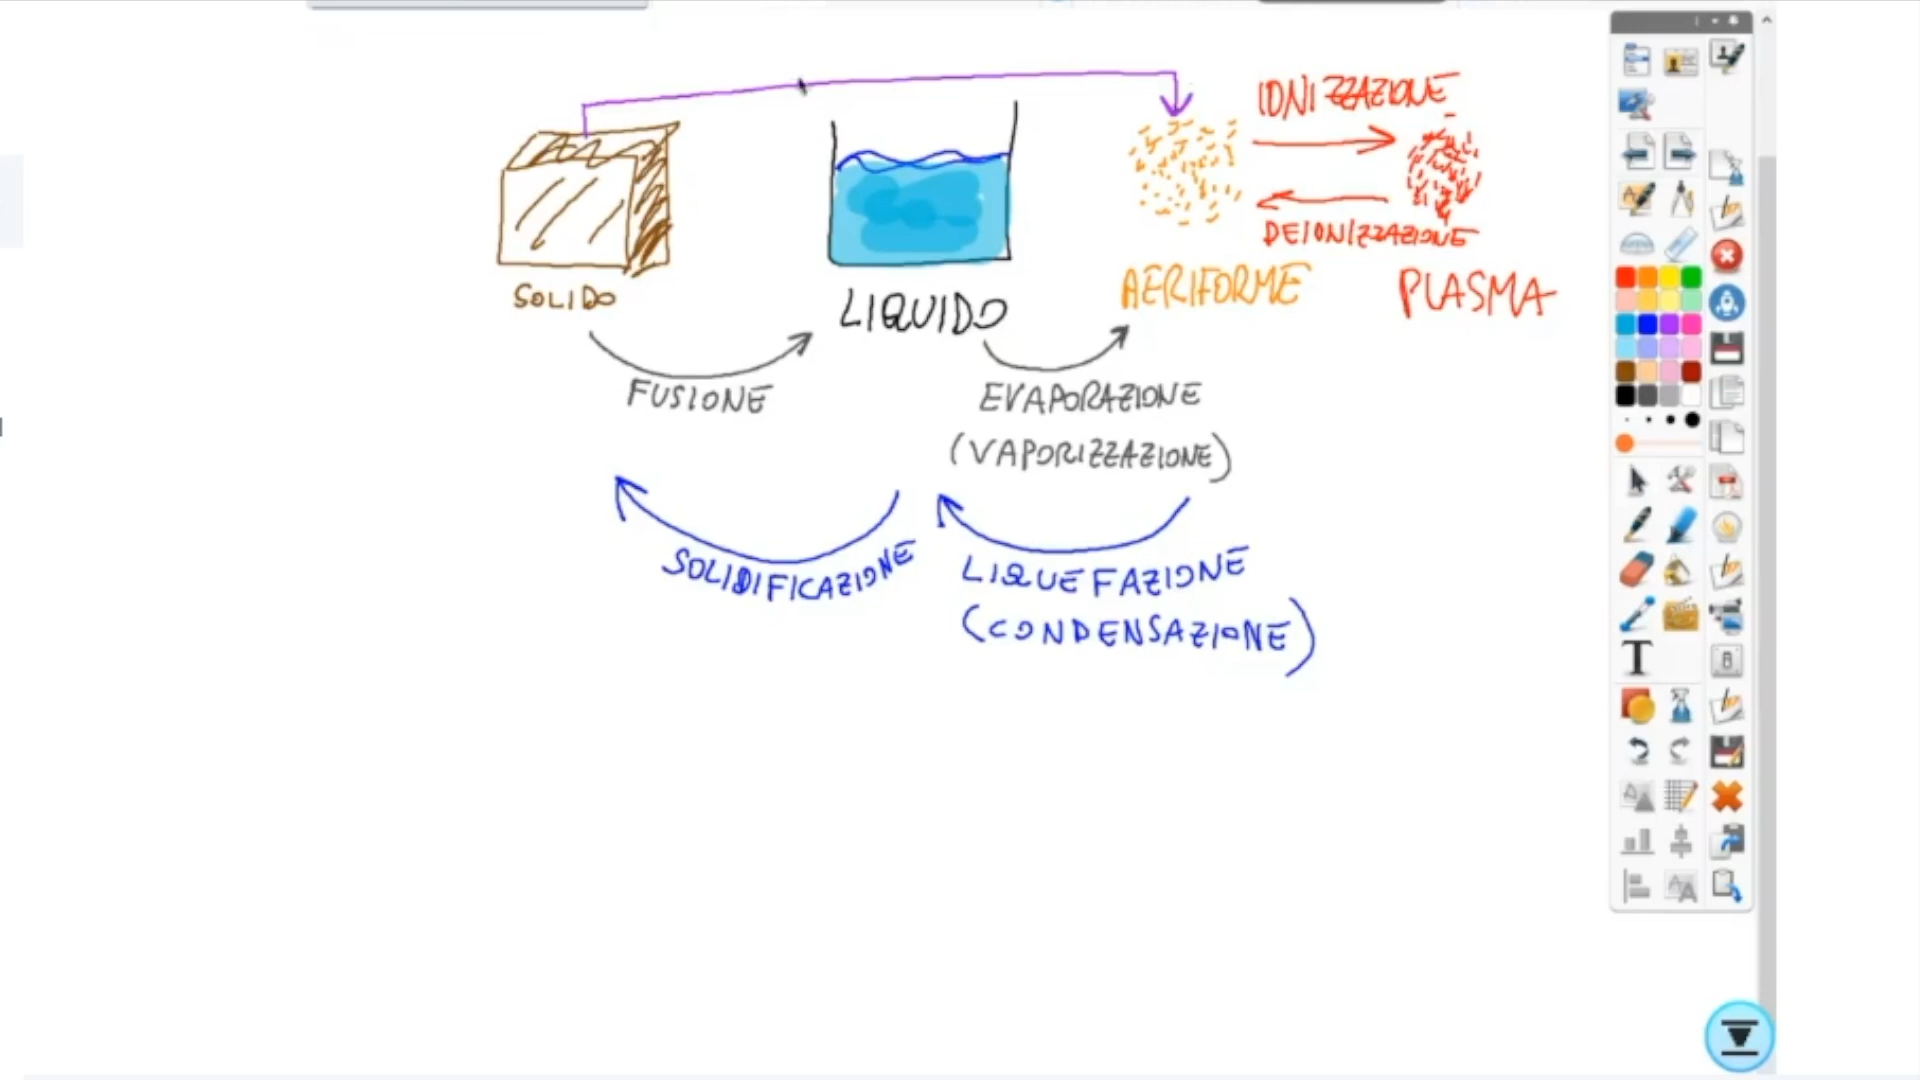 IONIZZAZIONE
DEIONIZZAZIONE
SOLIDO
LIQUIDO
AERIFORME
PLASMA
FUSIONE
EVAPORAZIONE
(VAPORIZZAZIONE)
SOLIDIFICAZIONE
LIQUEFAZIONE
(CONDENSAZIONE)